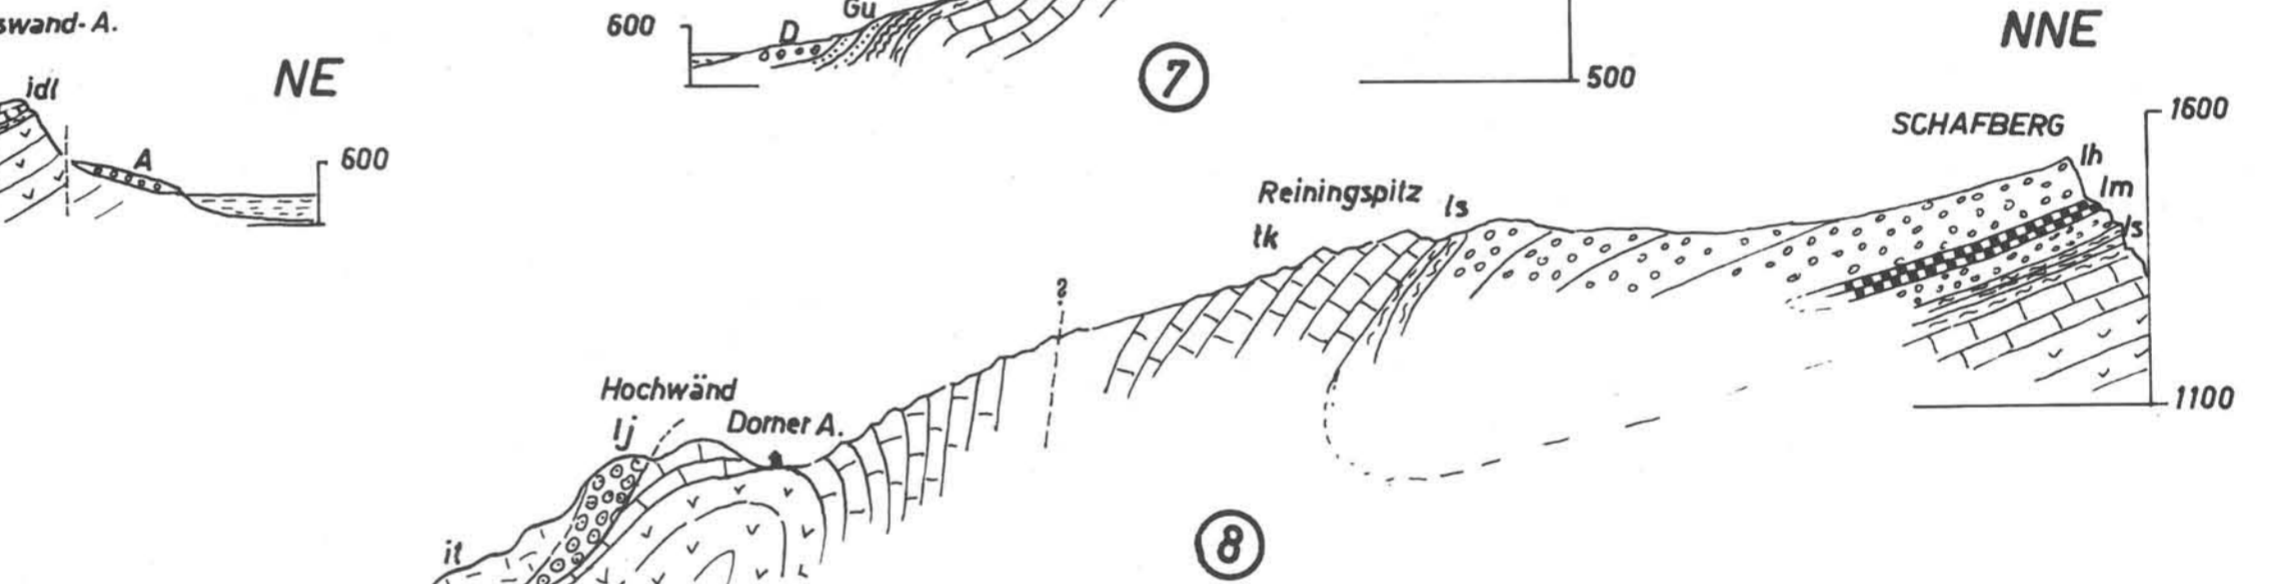 swand-A.
idl
NE
A
600
600
D
Gu
7
500
NNE
SCHAFBERG
1600
lh
lm
ls
1100
Reiningspitz
ls
tk
?
Hochwänd
lj
Dorner A.
it
8